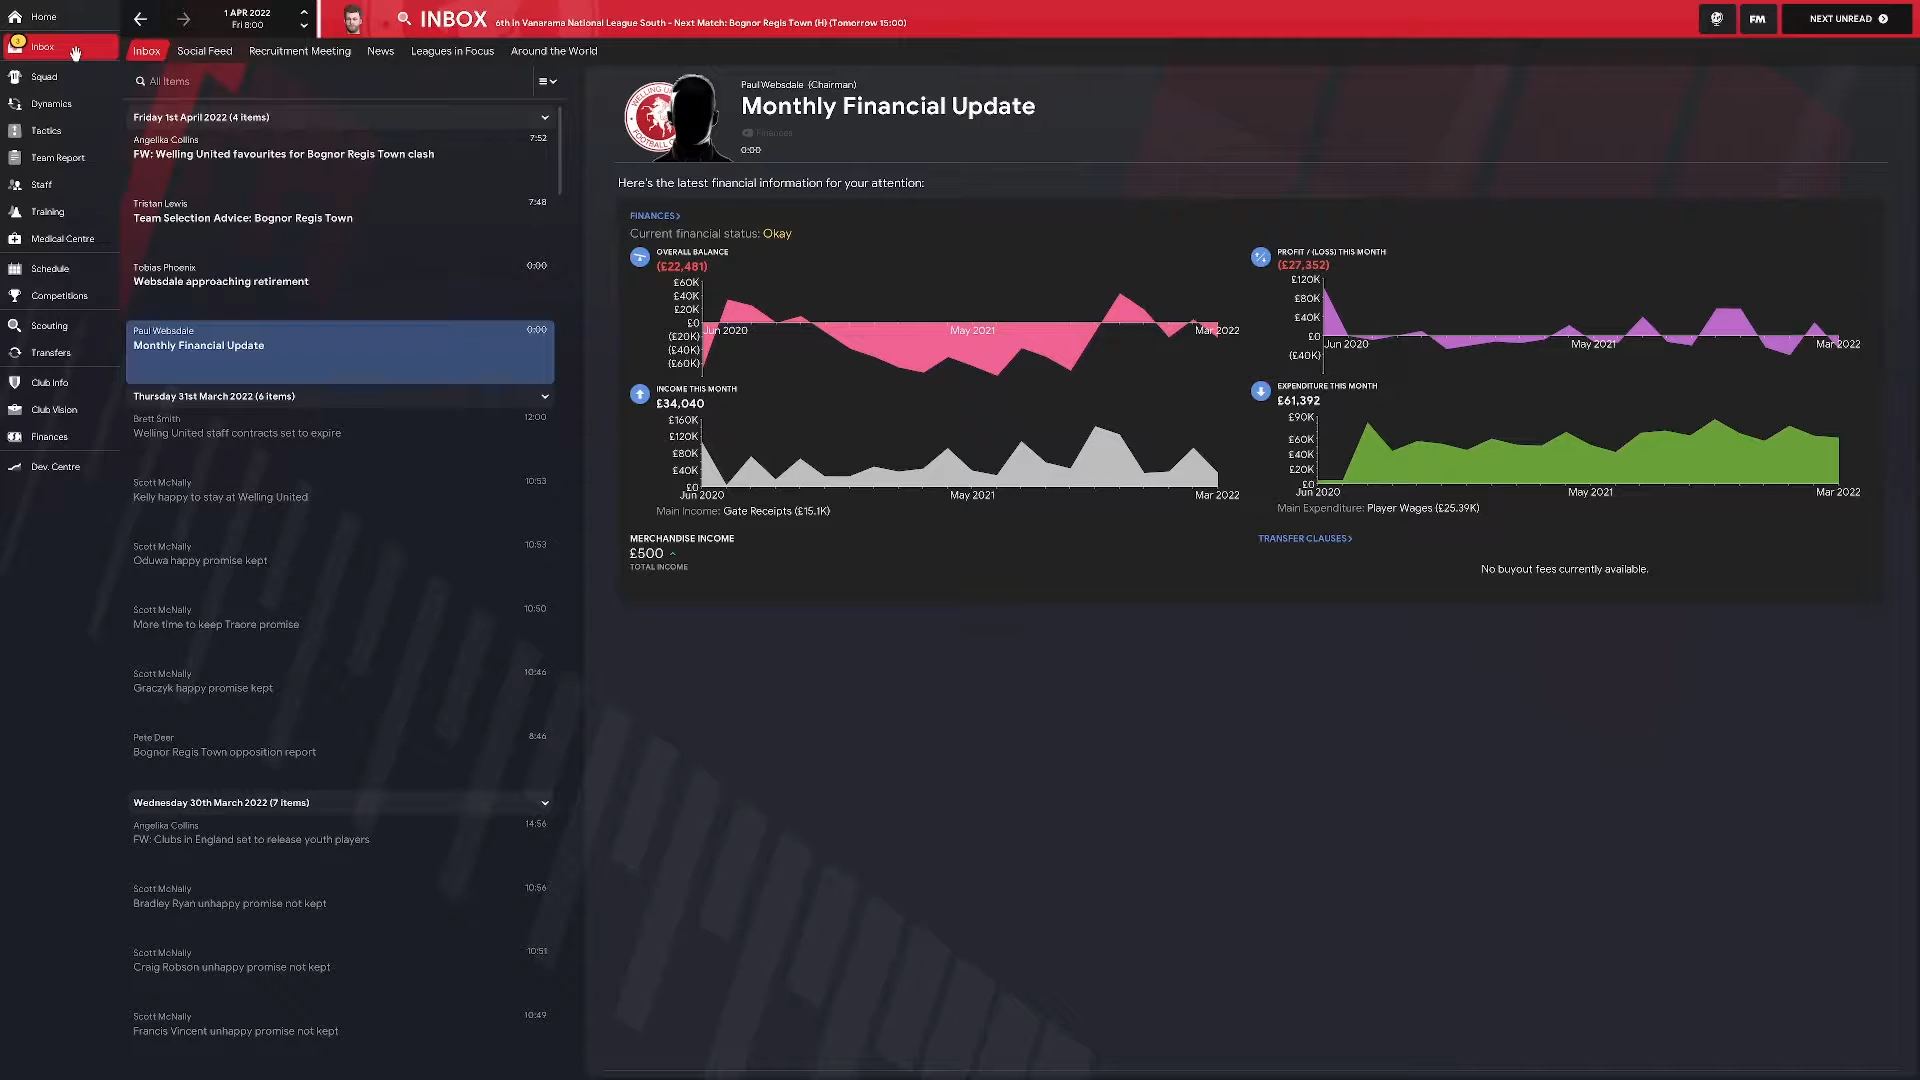 Home
1 APR 2022
Fri 8:00
INBOX
6th in Vanarama National League South - Next Match: Bognor Regis Town (H) (Tomorrow 15:00)
FM
NEXT UNREAD
3
Inbox
Squad
Dynamics
Tactics
Team Report
Staff
Training
Medical Centre
Schedule
Competitions
Scouting
Transfers
Club Info
Club Vision
Finances
Dev. Centre
Inbox
Social Feed
Recruitment Meeting
News
Leagues in Focus
Around the World
All Items
Friday 1st April 2022 (4 items)
Angelika Collins
7:52
FW: Welling United favourites for Bognor Regis Town clash
Tristan Lewis
7:48
Team Selection Advice: Bognor Regis Town
Tobias Phoenix
0:00
Websdale approaching retirement
Paul Websdale
0:00
Monthly Financial Update
Thursday 31st March 2022 (6 items)
Brett Smith
12:00
Welling United staff contracts set to expire
Scott McNally
10:53
Kelly happy to stay at Welling United
Scott McNally
10:53
Oduwa happy promise kept
Scott McNally
10:50
More time to keep Traore promise
Scott McNally
10:46
Graczyk happy promise kept
Pete Deer
8:46
Bognor Regis Town opposition report
Wednesday 30th March 2022 (7 items)
Angelika Collins
14:56
FW: Clubs in England set to release youth players
Scott McNally
10:56
Bradley Ryan unhappy promise not kept
Scott McNally
10:51
Craig Robson unhappy promise not kept
Scott McNally
10:49
Francis Vincent unhappy promise not kept
Paul Websdale (Chairman)
Monthly Financial Update
Finances
0:00
Here's the latest financial information for your attention:
FINANCES>
Current financial status: Okay
OVERALL BALANCE
(£22,481)
£60K
£40K
£20K
£0
(£20K)
(£40K)
(£60K)
Jun 2020
May 2021
Mar 2022
PROFIT / (LOSS) THIS MONTH
(£27,352)
£120K
£80K
£40K
£0
(£40K)
Jun 2020
May 2021
Mar 2022
INCOME THIS MONTH
£34,040
£160K
£120K
£80K
£40K
£0
Jun 2020
May 2021
Mar 2022
Main Income: Gate Receipts (£15.1K)
EXPENDITURE THIS MONTH
£61,392
£90K
£60K
£40K
£20K
£0
Jun 2020
May 2021
Mar 2022
Main Expenditure: Player Wages (£25.39K)
MERCHANDISE INCOME
£500
TOTAL INCOME
TRANSFER CLAUSES>
No buyout fees currently available.